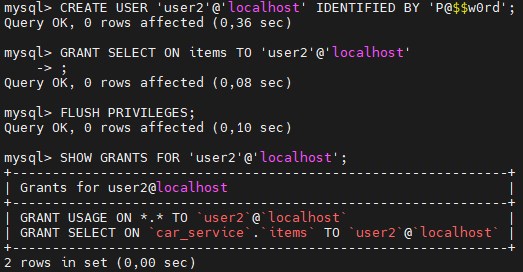 mysql> CREATE USER 'user2'@'localhost' IDENTIFIED BY 'P@$$w0rd';
Query OK, 0 rows affected (0,36 sec)
mysql> GRANT SELECT ON items TO 'user2'@'localhost'
    -> ;
Query OK, 0 rows affected (0,08 sec)
mysql> FLUSH PRIVILEGES;
Query OK, 0 rows affected (0,10 sec)
mysql> SHOW GRANTS FOR 'user2'@'localhost';
+------------------------------------------------------------------+
| Grants for user2@localhost                                       |
+------------------------------------------------------------------+
| GRANT USAGE ON *.* TO `user2`@`localhost`                        |
| GRANT SELECT ON `car_service`.`items` TO `user2`@`localhost` |
+------------------------------------------------------------------+
2 rows in set (0,00 sec)